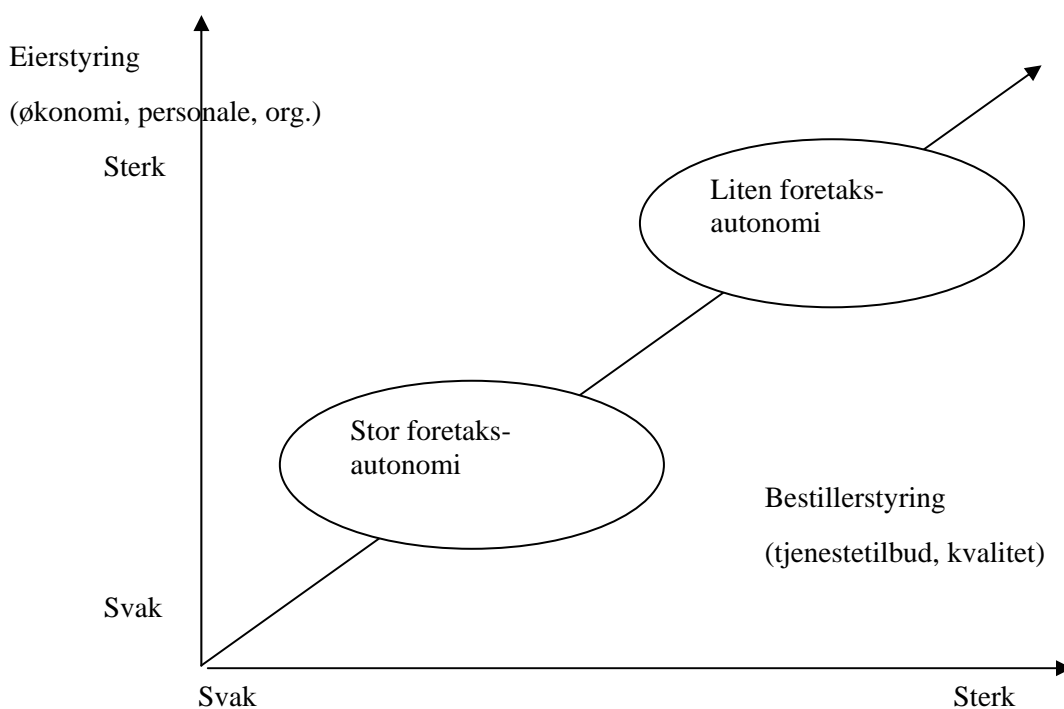 Eierstyring
(økonomi, personale, org.)
Sterk
Liten foretaks-
autonomi
Stor foretaks-
autonomi
Bestillerstyring
(tjenestetilbud, kvalitet)
Svak
Svak
Sterk